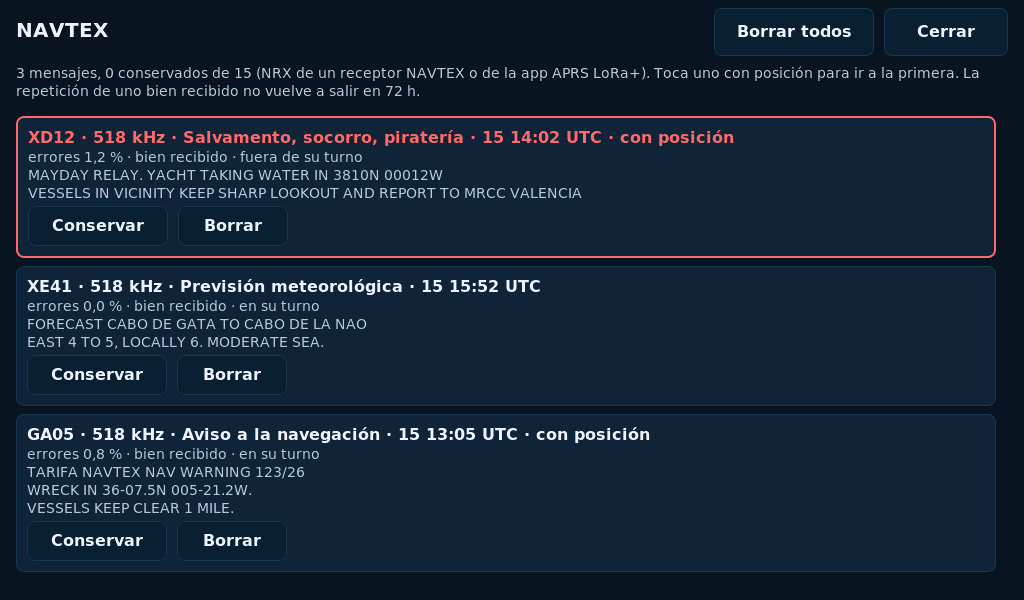 NAVTEX
Borrar todos
Cerrar
3 mensajes, 0 conservados de 15 (NRX de un receptor NAVTEX o de la app APRS LoRa+). Toca uno con posición para ir a la primera. La
repetición de uno bien recibido no vuelve a salir en 72 h.
XD12 · 518 kHz · Salvamento, socorro, piratería · 15 14:02 UTC · con posición
errores 1,2 % · bien recibido · fuera de su turno
MAYDAY RELAY. YACHT TAKING WATER IN 3810N 00012W
VESSELS IN VICINITY KEEP SHARP LOOKOUT AND REPORT TO MRCC VALENCIA
Conservar
Borrar
XE41 · 518 kHz · Previsión meteorológica · 15 15:52 UTC
errores 0,0 % · bien recibido · en su turno
FORECAST CABO DE GATA TO CABO DE LA NAO
EAST 4 TO 5, LOCALLY 6. MODERATE SEA.
Conservar
Borrar
GA05 · 518 kHz · Aviso a la navegación · 15 13:05 UTC · con posición
errores 0,8 % · bien recibido · en su turno
TARIFA NAVTEX NAV WARNING 123/26
WRECK IN 36-07.5N 005-21.2W.
VESSELS KEEP CLEAR 1 MILE.
Conservar
Borrar